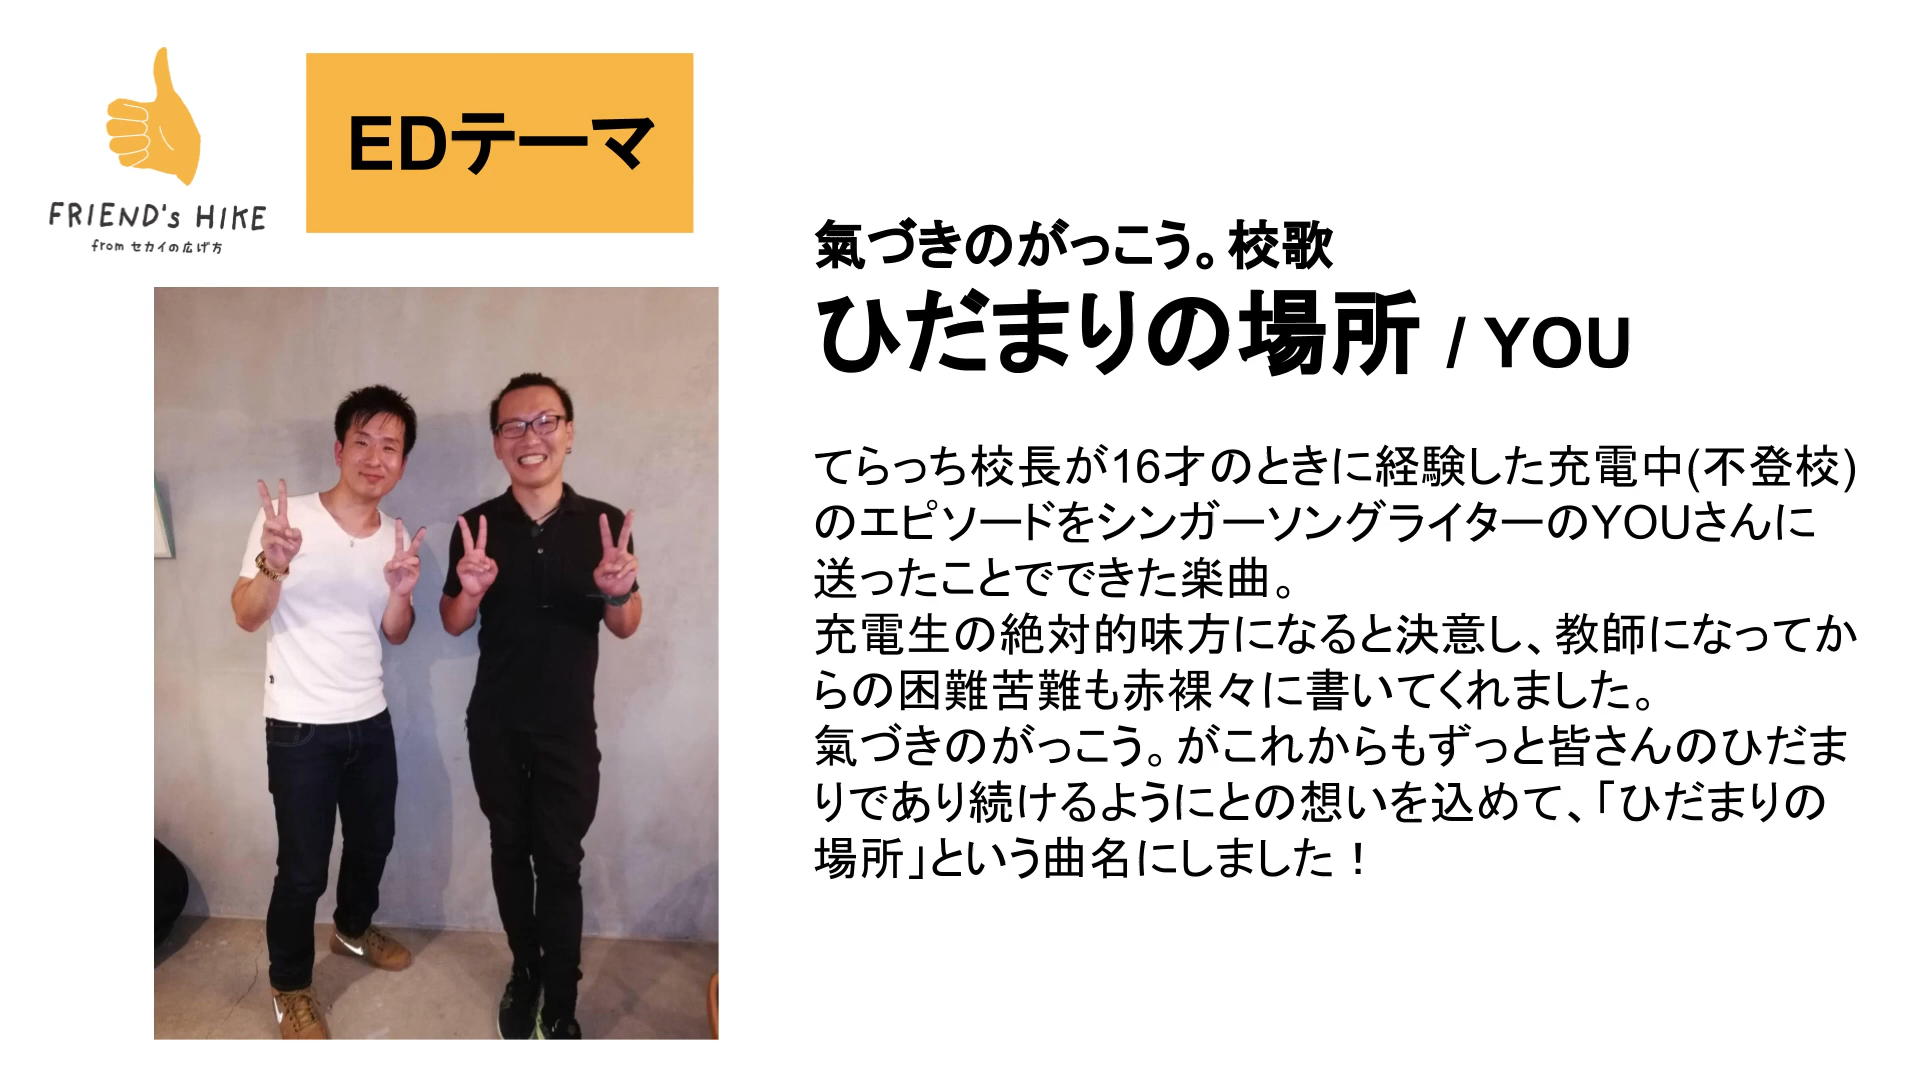 FRIEND's HIKE
from セカイの広げ方
EDテーマ
氣づきのがっこう。校歌
ひだまりの場所 / YOU
てらっち校長が16才のときに経験した充電中(不登校)
のエピソードをシンガーソングライターのYOUさんに
送ったことでできた楽曲。
充電生の絶対的味方になると決意し、教師になってか
らの困難苦難も赤裸々に書いてくれました。
氣づきのがっこう。がこれからもずっと皆さんのひだま
りであり続けるようにとの想いを込めて、「ひだまりの
場所」という曲名にしました！